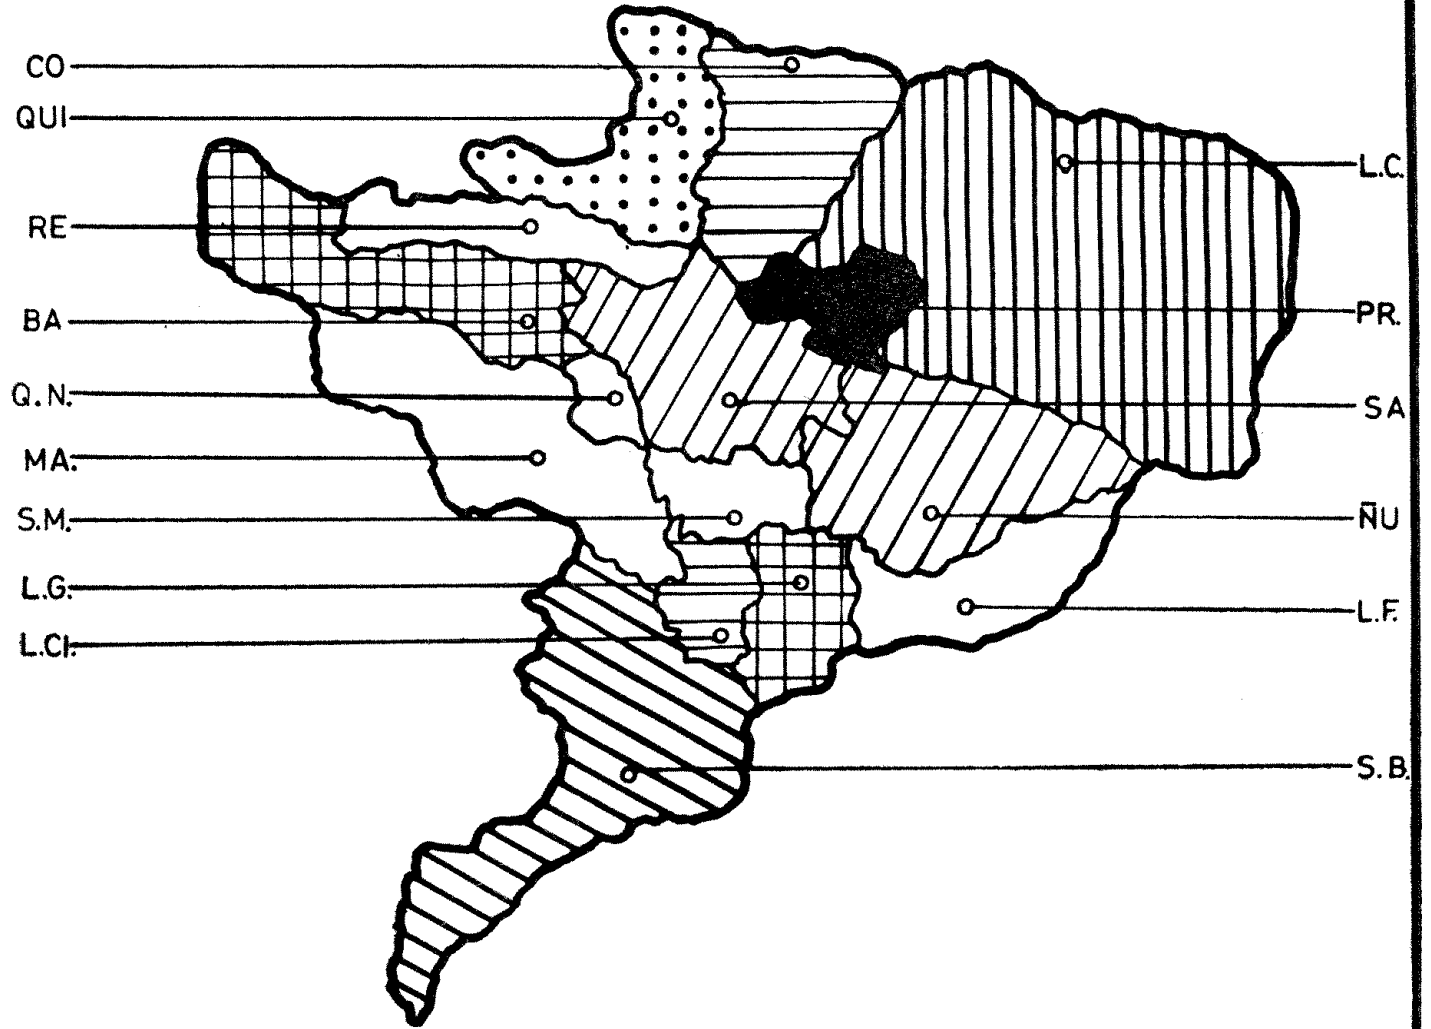 CO
QUI
RE
BA
Q.N.
MA.
S.M.
L.G.
L.CI.
L.C.
PR.
SA
ÑU
L.F.
S.B.